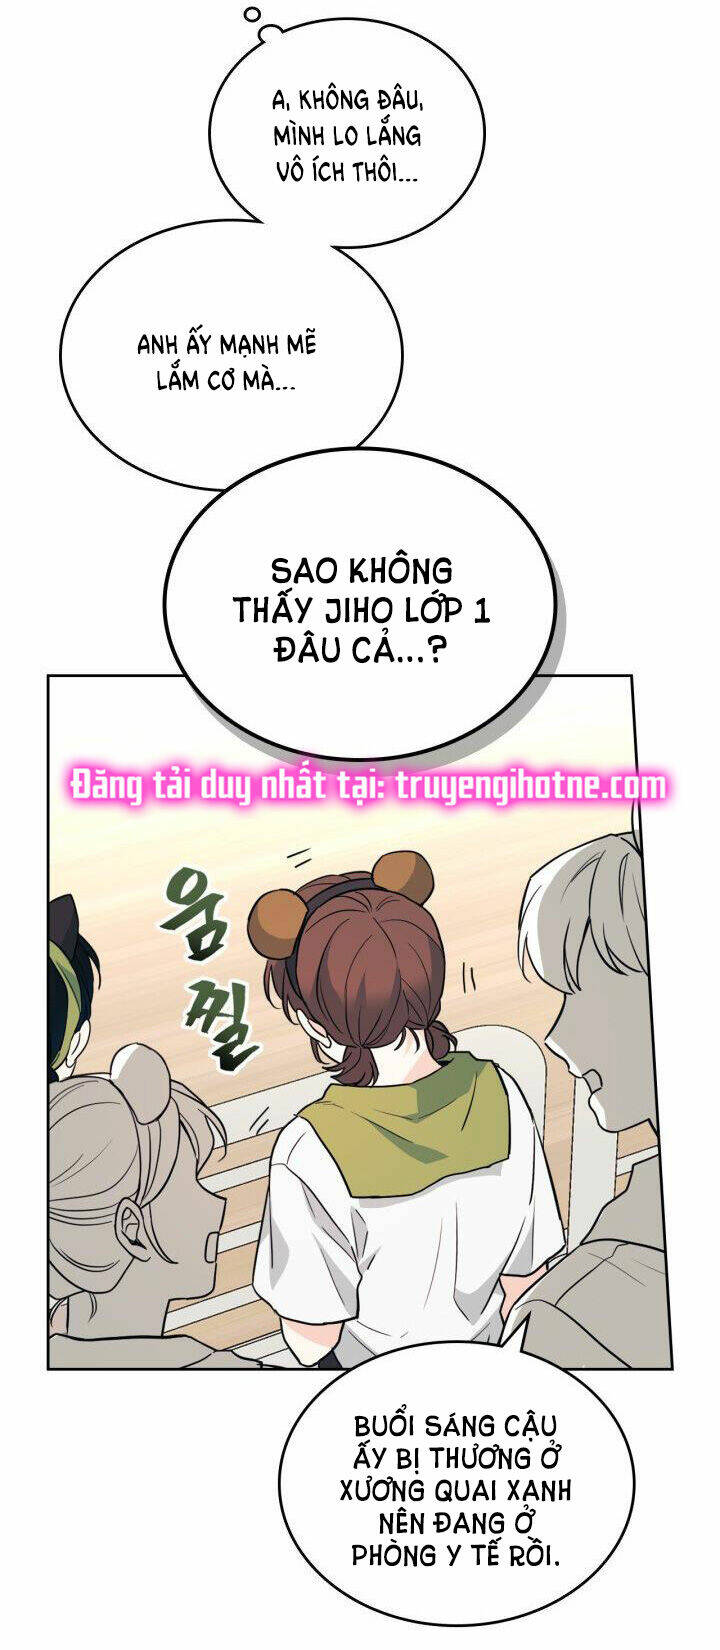 A, KHÔNG ĐÂU,
MÌNH LO LẮNG
VÔ ÍCH THÔI...
ANH ẤY MẠNH MẼ
LẮM CƠ MÀ...
SAO KHÔNG
THẤY JIHO LỚP 1
ĐÂU CẢ...?
Đăng tải duy nhất tại: truyengihotne.com
움
찔
BUỔI SÁNG CẬU
ẤY BỊ THƯƠNG Ở
XƯƠNG QUAI XANH
NÊN ĐANG Ở
PHÒNG Y TẾ RỒI.